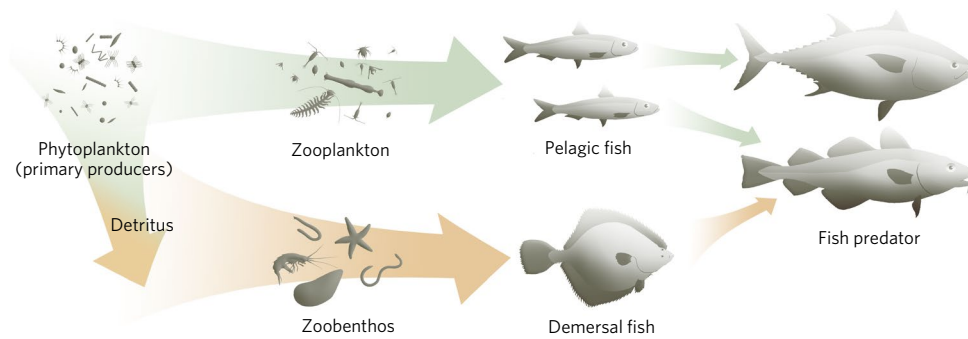 Phytoplankton
(primary producers)
Zooplankton
Pelagic fish
Detritus
Fish predator
Zoobenthos
Demersal fish